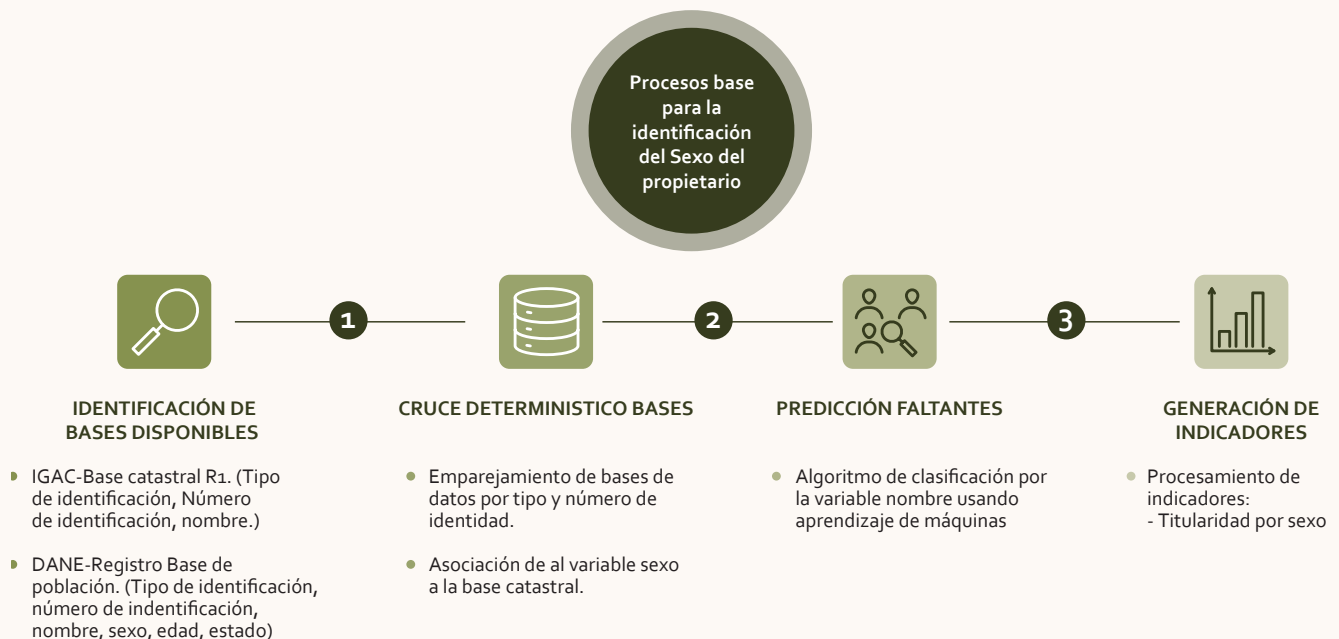 Procesos base
para la
identificación
del Sexo del
propietario
1
2
3
IDENTIFICACIÓN DE
BASES DISPONIBLES
IGAC-Base catastral R1. (Tipo
de identificación, Número
de identificación, nombre.)
DANE-Registro Base de
población. (Tipo de identificación,
número de indentificación,
nombre, sexo, edad, estado)
CRUCE DETERMINISTICO BASES
Emparejamiento de bases de
datos por tipo y número de
identidad.
Asociación de al variable sexo
a la base catastral.
PREDICCIÓN FALTANTES
Algoritmo de clasificación por
la variable nombre usando
aprendizaje de máquinas
GENERACIÓN DE
INDICADORES
Procesamiento de
indicadores:
- Titularidad por sexo